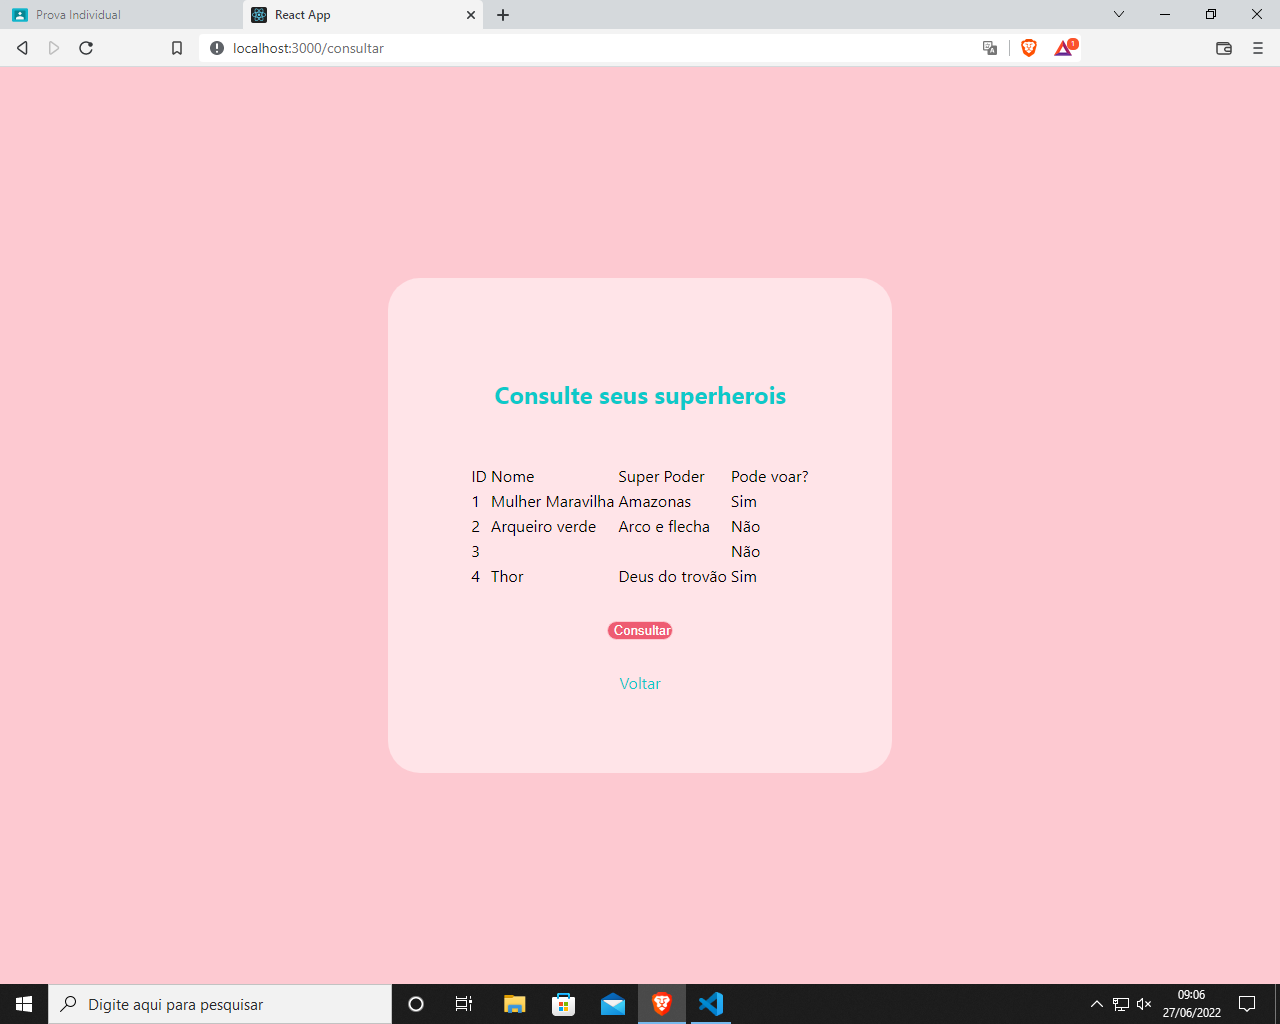 Prova Individual
React App
localhost:3000/consultar
1
Consulte seus superherois
ID Nome Super Poder Pode voar?
1 Mulher Maravilha Amazonas Sim
2 Arqueiro verde Arco e flecha Não
3 Não
4 Thor Deus do trovão Sim
Consultar
Voltar
Digite aqui para pesquisar
09:06
27/06/2022